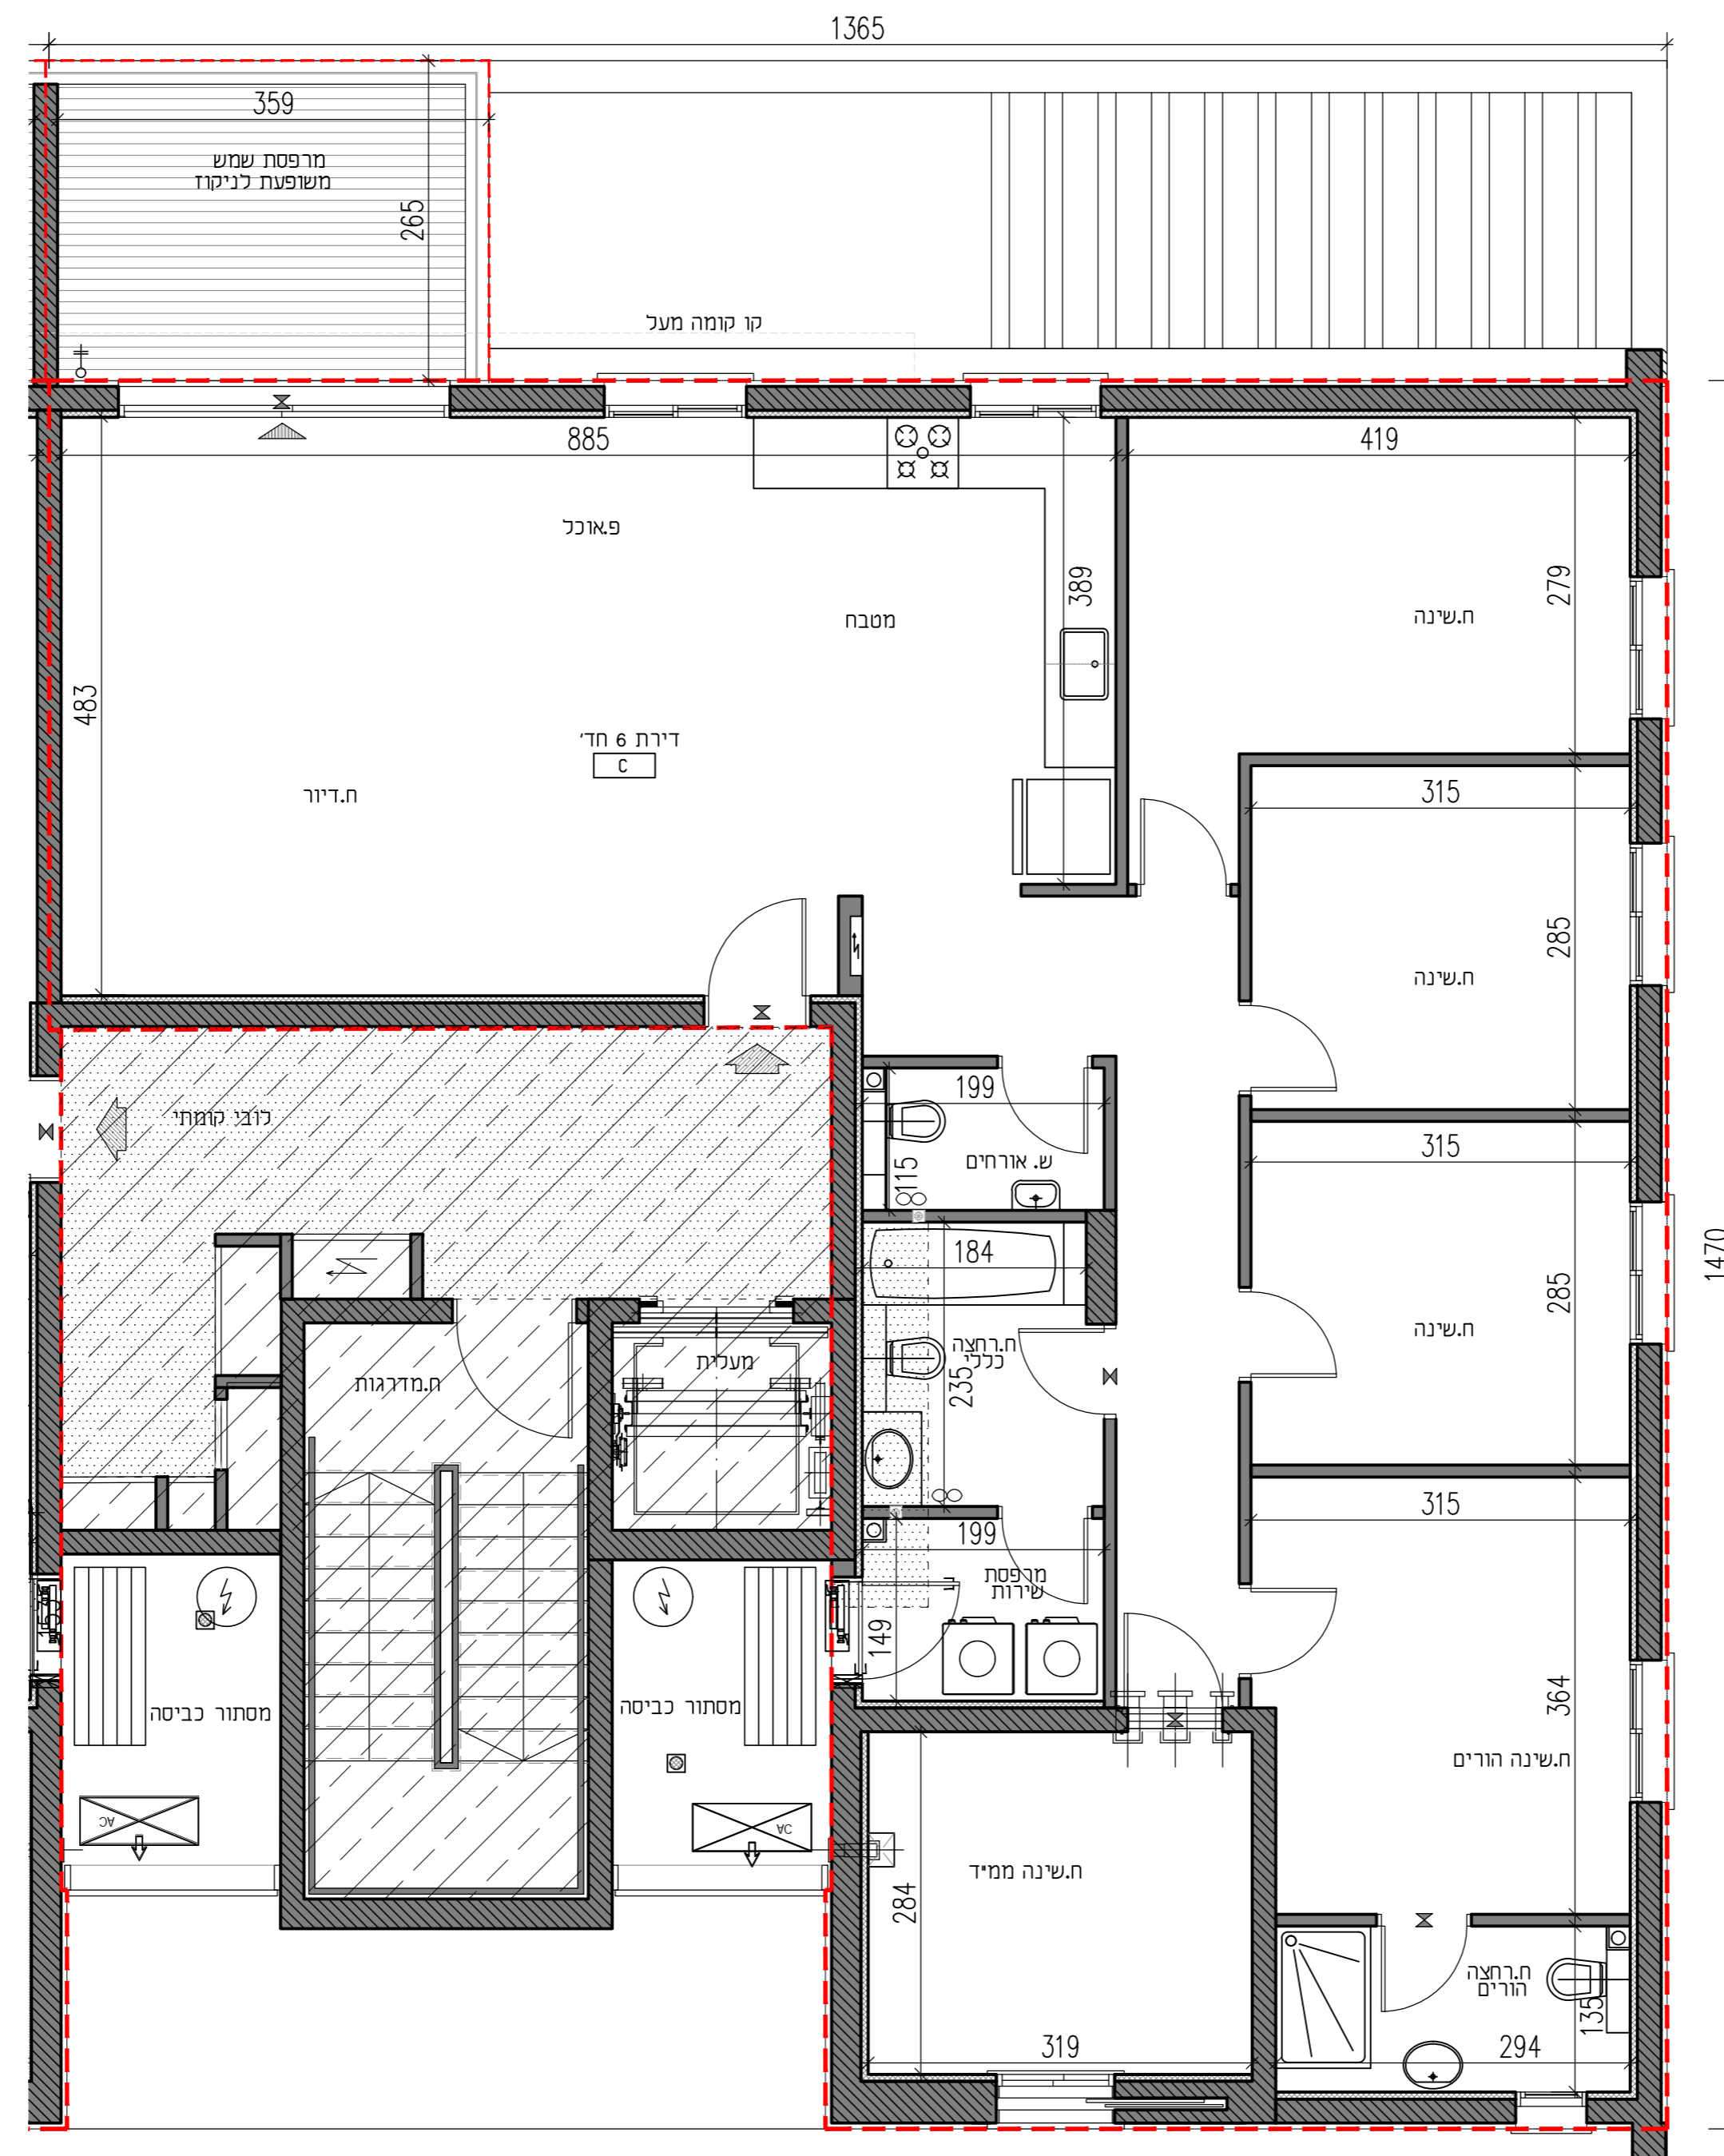 1365
359
מרפסת שמש
משופעת לניקוז
265
קו קומה מעל
885
419
פ.אוכל
389
279
מטבח
ח.שינה
483
דירת 6 חד'
C
ח.דיור
315
285
ח.שינה
לובי קומתי
199
115
ש. אורחים
315
184
1470
285
ח.שינה
ח.רחצה
כללי
235
מעלית
ח.מדרגות
315
199
מרפסת
שירות
149
364
מסתור כביסה
מסתור כביסה
ח.שינה הורים
AC
AC
ח.שינה ממ"ד
284
ח.רחצה
הורים
135
319
294